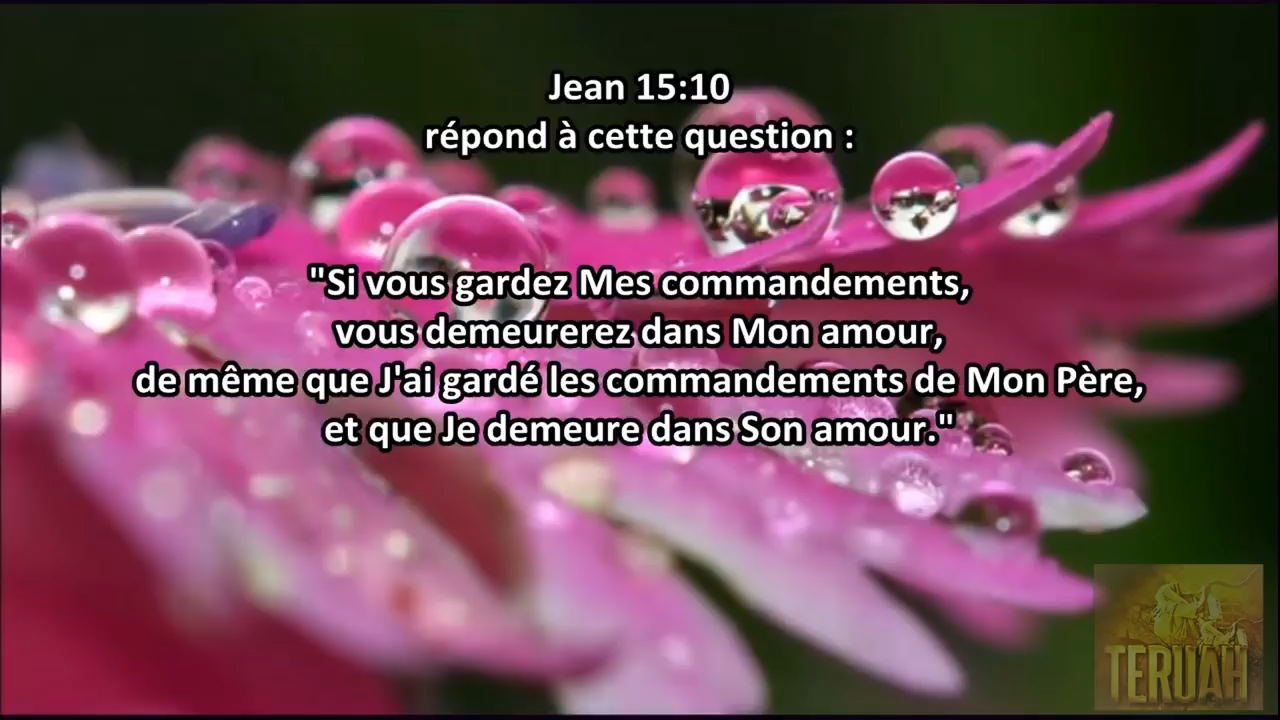 Jean 15:10
répond à cette question :
"Si vous gardez Mes commandements,
vous demeurerez dans Mon amour,
de même que J'ai gardé les commandements de Mon Père,
et que Je demeure dans Son amour."
TERUAH